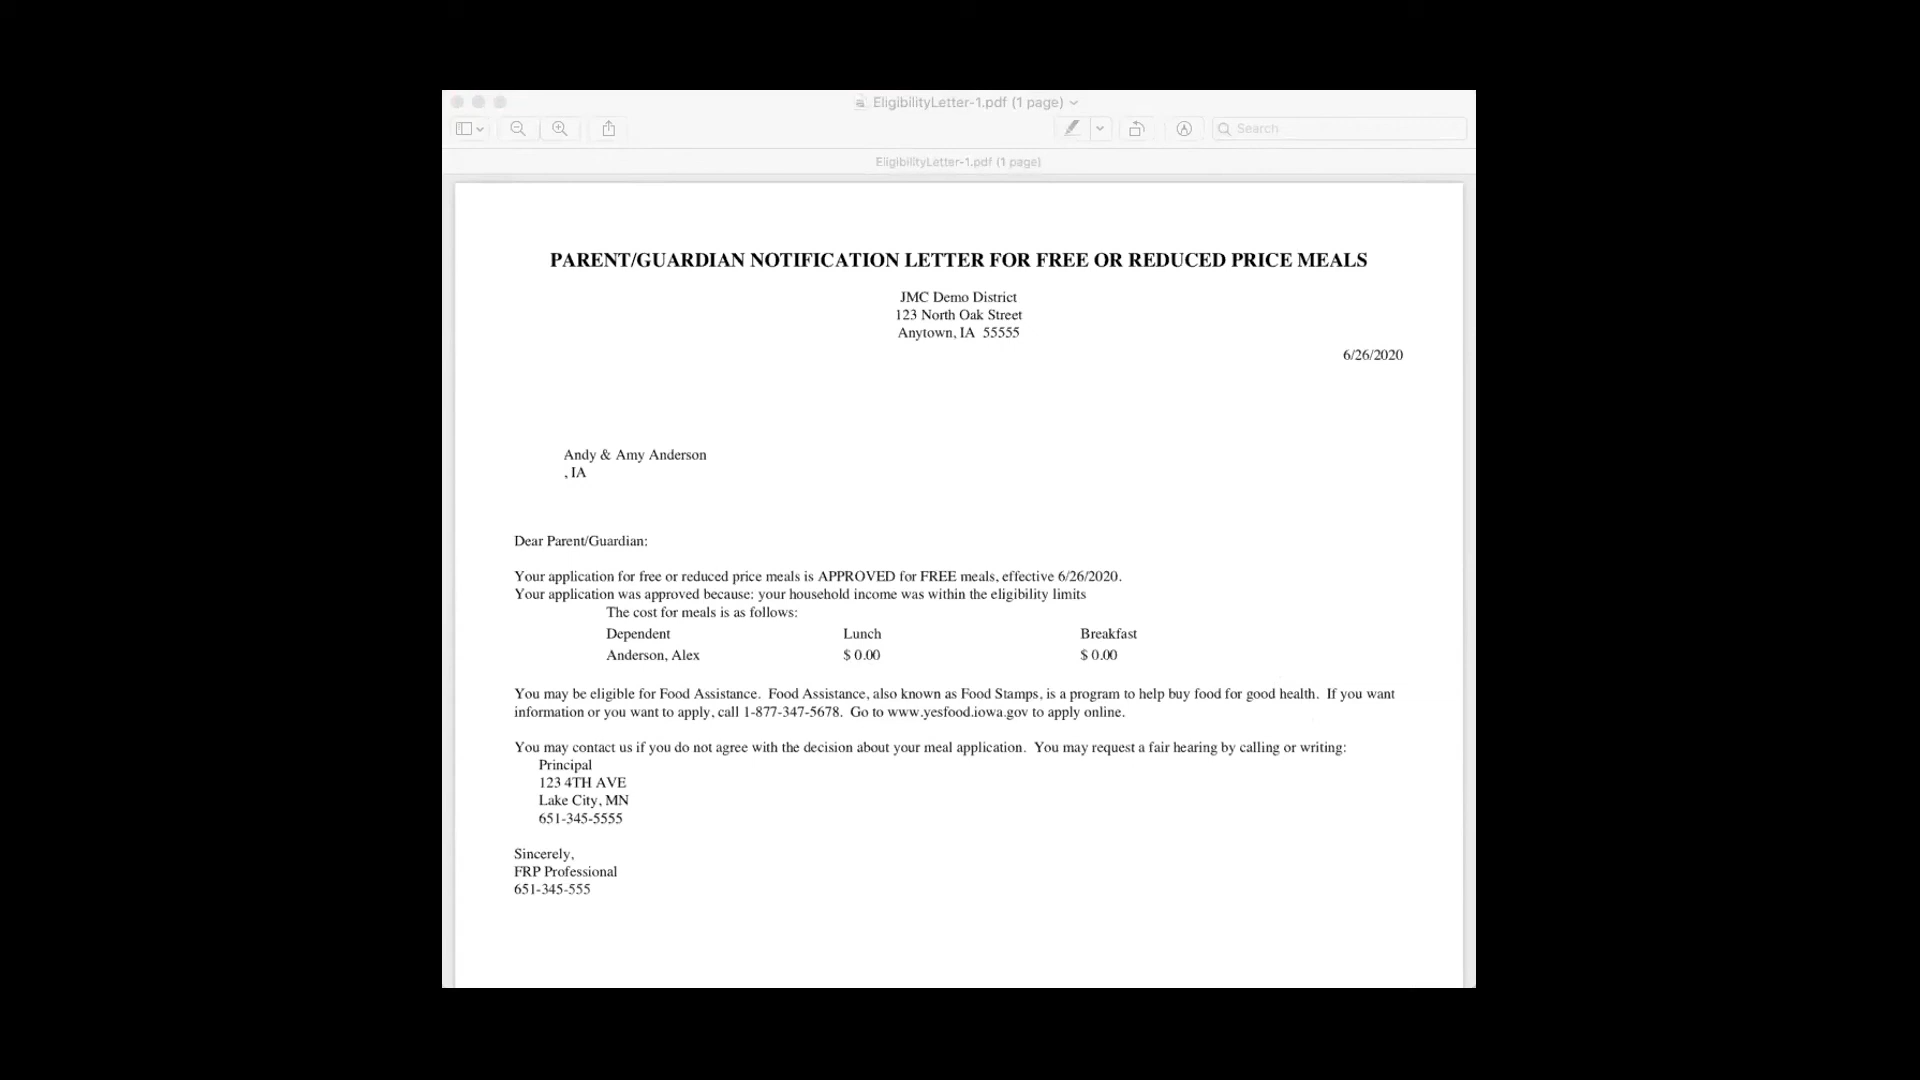 EligibilityLetter-1.pdf (1 page)
Search
EligibilityLetter-1.pdf (1 page)
PARENT/GUARDIAN NOTIFICATION LETTER FOR FREE OR REDUCED PRICE MEALS
JMC Demo District
123 North Oak Street
Anytown, IA 55555
6/26/2020
Andy & Amy Anderson
, IA
Dear Parent/Guardian:
Your application for free or reduced price meals is APPROVED for FREE meals, effective 6/26/2020.
Your application was approved because: your household income was within the eligibility limits
The cost for meals is as follows:
Dependent Lunch Breakfast
Anderson, Alex $ 0.00 $ 0.00
You may be eligible for Food Assistance. Food Assistance, also known as Food Stamps, is a program to help buy food for good health. If you want
information or you want to apply, call 1-877-347-5678. Go to www.yesfood.iowa.gov to apply online.
You may contact us if you do not agree with the decision about your meal application. You may request a fair hearing by calling or writing:
Principal
123 4TH AVE
Lake City, MN
651-345-5555
Sincerely,
FRP Professional
651-345-555